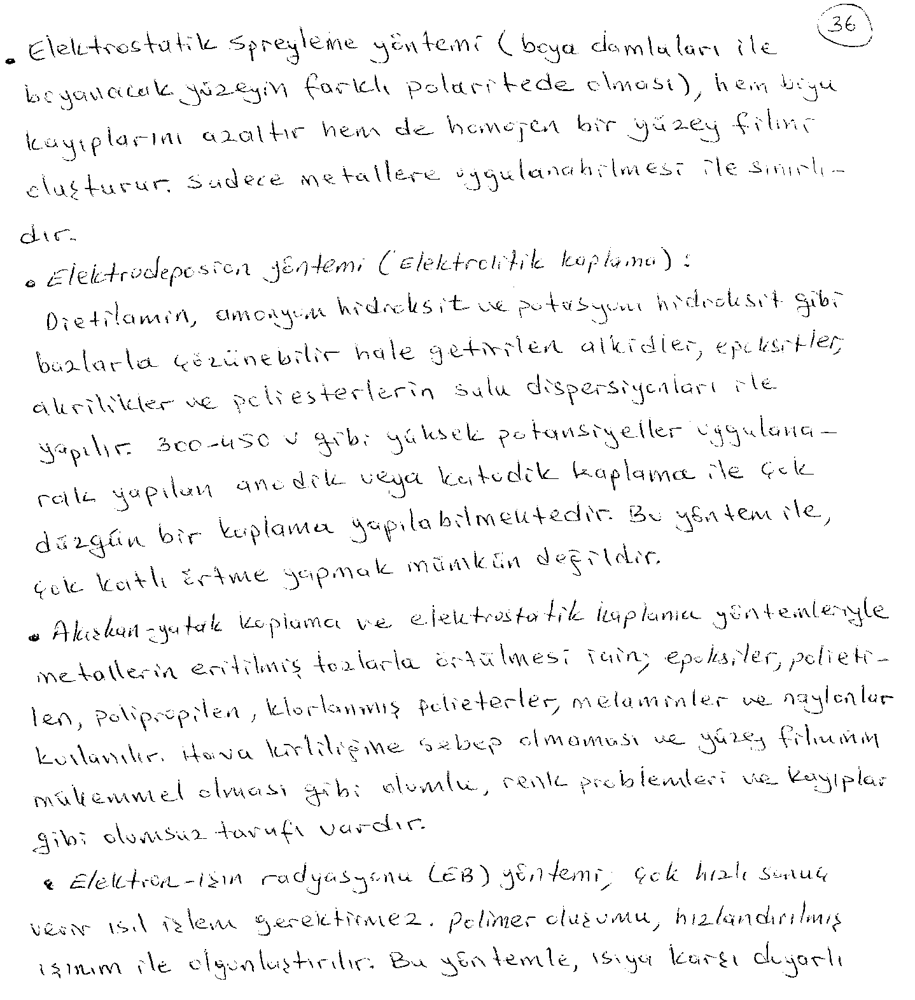 36
• Elektrostatik spreyleme yöntemi (boya damlaları ile
boyanacak yüzeyin farklı polaritede olması), hem boya
kayıplarını azaltır hem de homojen bir yüzey filmi
oluşturur. Sadece metallere uygulanabilmesi ile sınırlı-
dır.
• Elektrodeposion yöntemi (Elektrolitik kaplama) :
Dietilamin, amonyum hidroksit ve potasyum hidroksit gibi
bazlarla çözünebilir hale getirilen alkidler, epoksitler,
akrilikler ve poliesterlerin sulu dispersiyonları ile
yapılır. 300-450 V gibi yüksek potansiyeller uygulana-
rak yapılan anodik veya katodik kaplama ile çok
düzgün bir kaplama yapılabilmektedir. Bu yöntem ile,
çok katlı örtme yapmak mümkün değildir.
• Akışkan-yatak kaplama ve elektrostatik kaplama yöntemleriyle
metallerin eritilmiş tozlarla örtülmesi için; epoksiler, polieti-
len, polipropilen, klorlanmış polieterler, melaminler ve naylonlar
kullanılır. Hava kirliliğine sebep olmaması ve yüzey filminin
mükemmel olması gibi olumlu, renk problemleri ve kayıplar
gibi olumsuz tarafı vardır.
• Elektron-ışın radyasyonu (EB) yöntemi, çok hızlı sonuç
verir ısıl işlem gerektirmez. Polimer oluşumu, hızlandırılmış
ışınım ile olgunlaştırılır. Bu yöntemle, ısıya karşı duyarlı